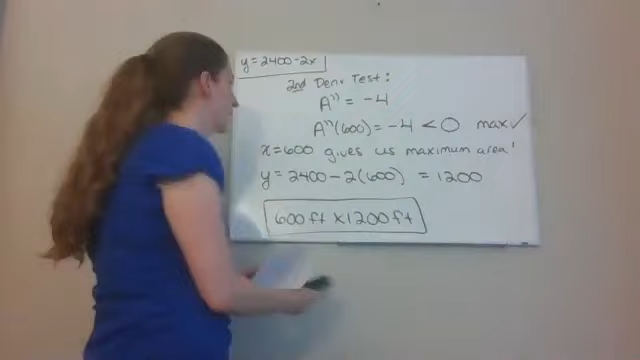 y = 2400 - 2x
2nd Deriv Test:
A'' = -4
A''(600) = -4 < 0 max ✓
x = 600 gives us maximum area!
y = 2400 - 2(600) = 1200
600 ft x 1200 ft